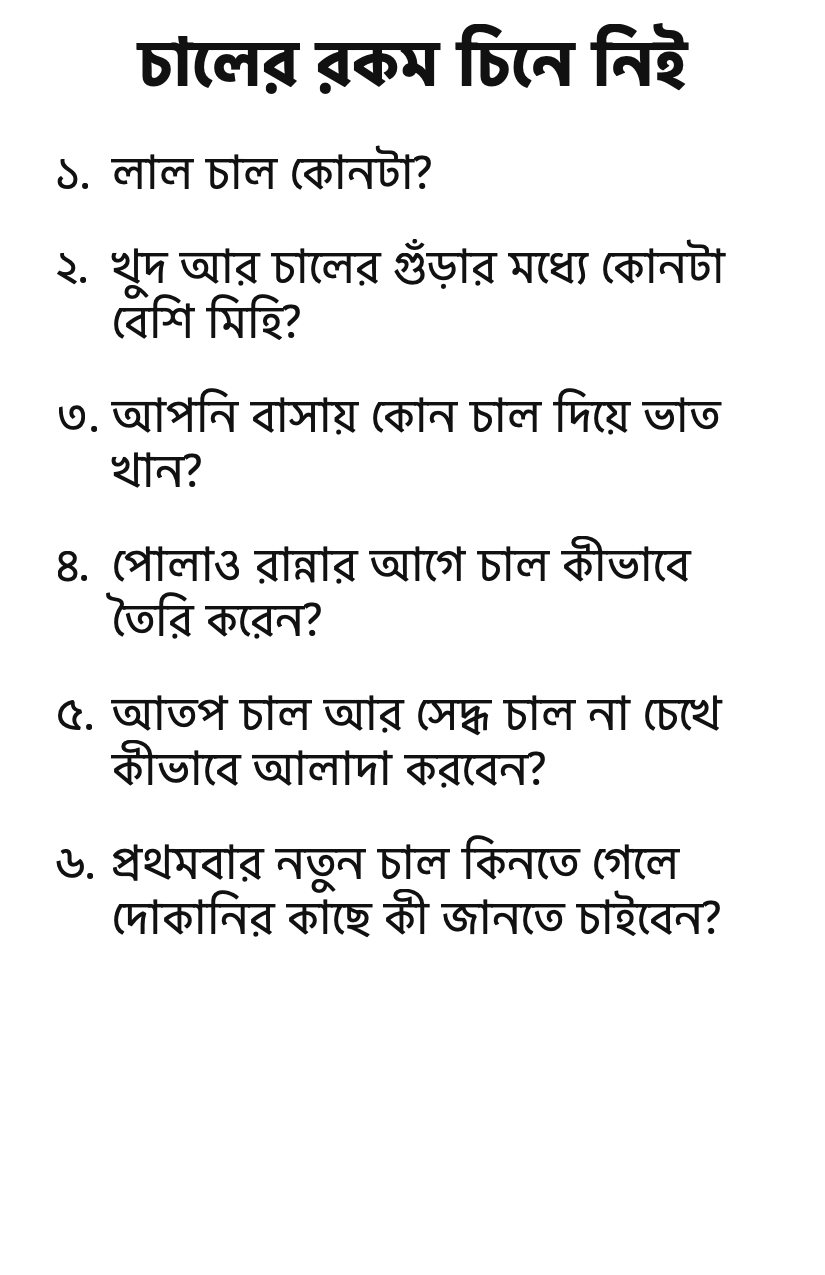 চালের রকম চিনে নিই
১. লাল চাল কোনটা?
২. খুদ আর চালের গুঁড়ার মধ্যে কোনটা
বেশি মিহি?
৩. আপনি বাসায় কোন চাল দিয়ে ভাত
খান?
৪. পোলাও রান্নার আগে চাল কীভাবে
তৈরি করেন?
৫. আতপ চাল আর সেদ্ধ চাল না চেখে
কীভাবে আলাদা করবেন?
৬. প্রথমবার নতুন চাল কিনতে গেলে
দোকানির কাছে কী জানতে চাইবেন?